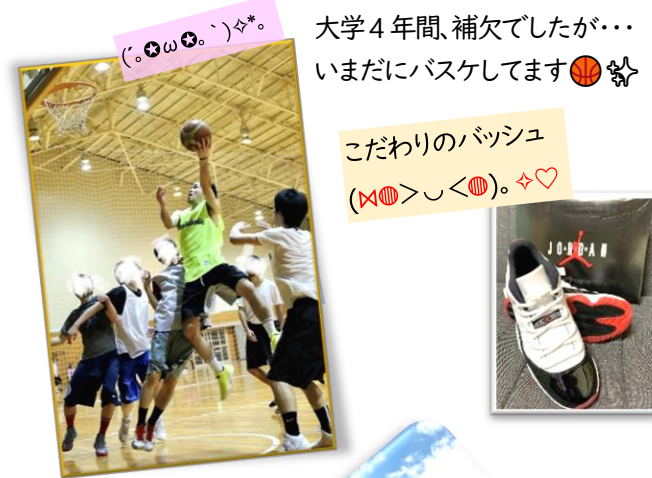 (´。✪ω✪。｀)✧*。
大学４年間、補欠でしたが・・・
いまだにバスケしてます🏀✨
こだわりのバッシュ
(⋈◍＞◡＜◍)。✧♡
JORDAN